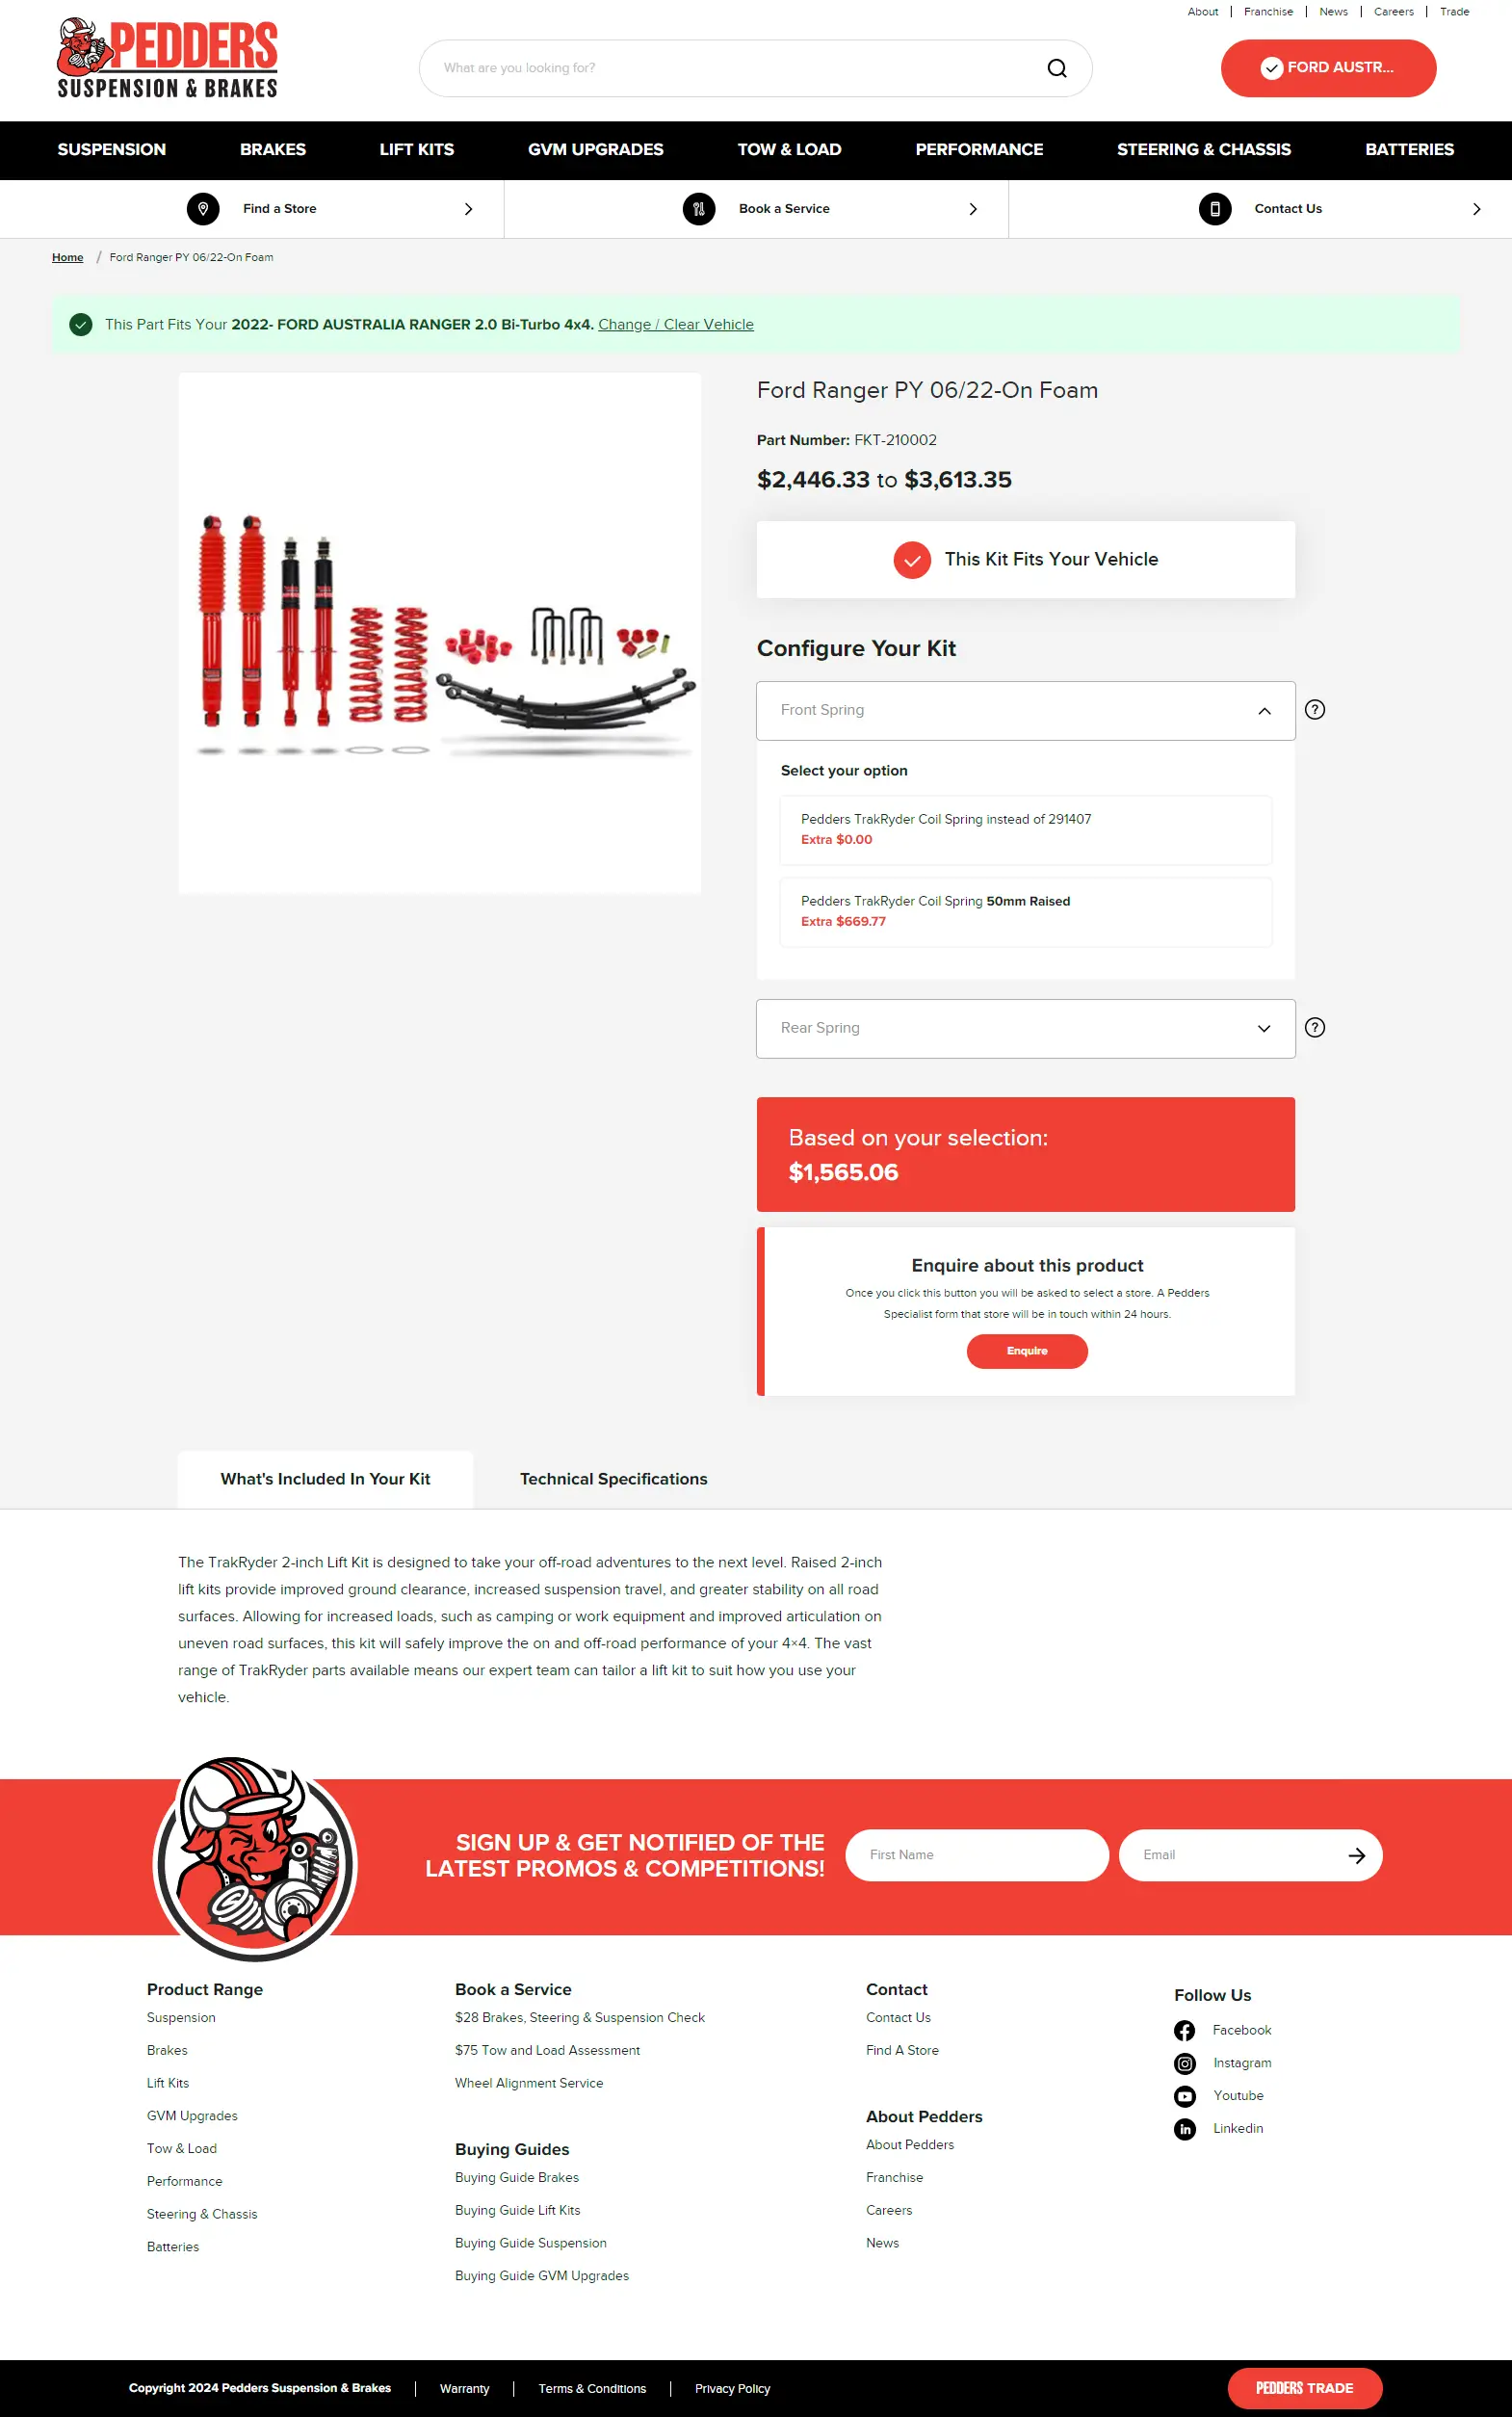 About | Franchise | News | Careers | Trade
PEDDERS
SUSPENSION & BRAKES
What are you looking for?
FORD AUSTR...
SUSPENSION BRAKES LIFT KITS GVM UPGRADES TOW & LOAD PERFORMANCE STEERING & CHASSIS BATTERIES
Find a Store Book a Service Contact Us
Home / Ford Ranger PY 06/22-On Foam
This Part Fits Your 2022- FORD AUSTRALIA RANGER 2.0 Bi-Turbo 4x4. Change / Clear Vehicle
Ford Ranger PY 06/22-On Foam
Part Number: FKT-210002
$2,446.33 to $3,613.35
This Kit Fits Your Vehicle
Configure Your Kit
Front Spring
?
Select your option
Pedders TrakRyder Coil Spring instead of 291407
Extra $0.00
Pedders TrakRyder Coil Spring 50mm Raised
Extra $669.77
Rear Spring
?
Based on your selection:
$1,565.06
Enquire about this product
Once you click this button you will be asked to select a store. A Pedders
Specialist form that store will be in touch within 24 hours.
Enquire
What's Included In Your Kit Technical Specifications
The TrakRyder 2-inch Lift Kit is designed to take your off-road adventures to the next level. Raised 2-inch
lift kits provide improved ground clearance, increased suspension travel, and greater stability on all road
surfaces. Allowing for increased loads, such as camping or work equipment and improved articulation on
uneven road surfaces, this kit will safely improve the on and off-road performance of your 4×4. The vast
range of TrakRyder parts available means our expert team can tailor a lift kit to suit how you use your
vehicle.
SIGN UP & GET NOTIFIED OF THE
LATEST PROMOS & COMPETITIONS!
First Name
Email
Product Range
Suspension
Brakes
Lift Kits
GVM Upgrades
Tow & Load
Performance
Steering & Chassis
Batteries
Book a Service
$28 Brakes, Steering & Suspension Check
$75 Tow and Load Assessment
Wheel Alignment Service
Buying Guides
Buying Guide Brakes
Buying Guide Lift Kits
Buying Guide Suspension
Buying Guide GVM Upgrades
Contact
Contact Us
Find A Store
About Pedders
About Pedders
Franchise
Careers
News
Follow Us
Facebook
Instagram
Youtube
Linkedin
Copyright 2024 Pedders Suspension & Brakes | Warranty | Terms & Conditions | Privacy Policy
PEDDERS TRADE